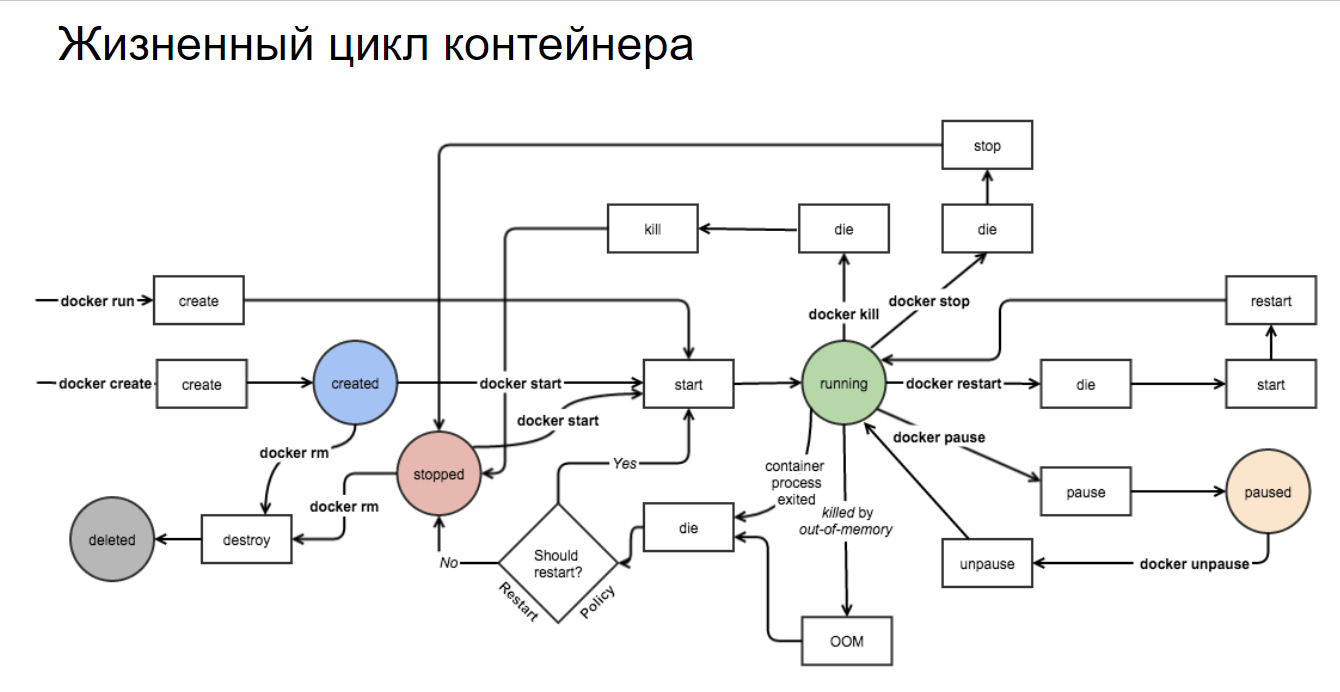 Жизненный цикл контейнера
stop
kill
die
die
docker run
create
docker kill
docker stop
restart
docker create
create
created
docker start
start
running
docker restart
die
start
docker start
docker rm
stopped
Yes
docker pause
container
process
exited
docker rm
pause
paused
killed by
out-of-memory
deleted
destroy
die
No
Should
restart?
Restart
Policy
unpause
docker unpause
OOM